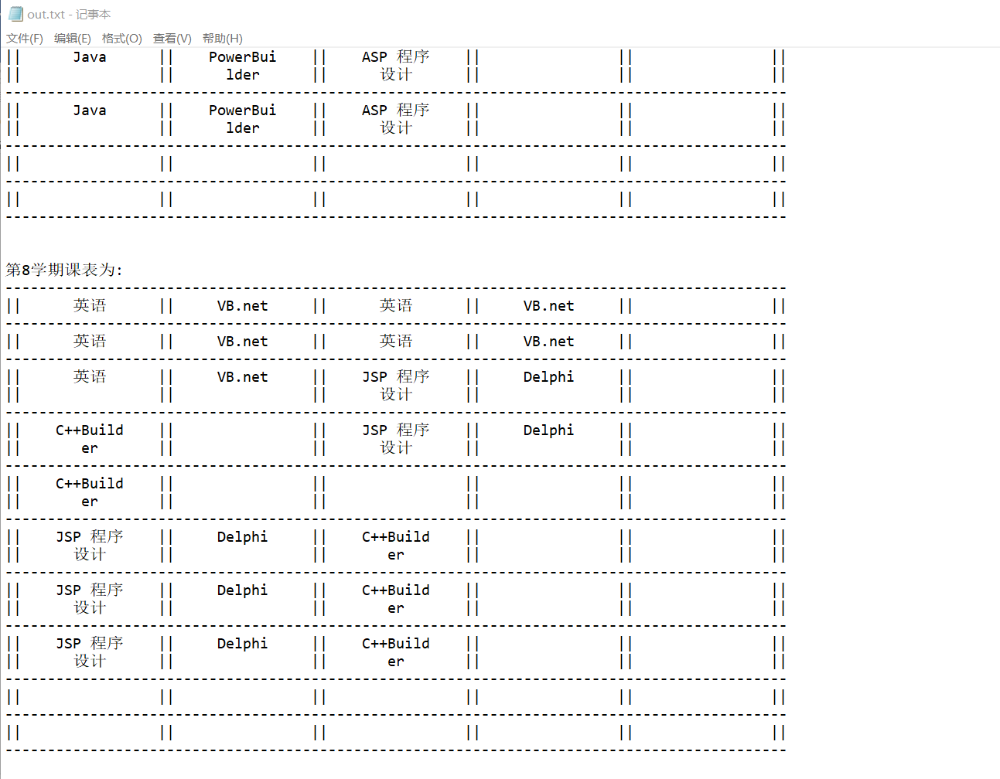 out.txt - 记事本
文件(F) 编辑(E) 格式(O) 查看(V) 帮助(H)
|| Java || PowerBui || ASP 程序 || || ||
|| || lder || 设计 || || ||
--------------------------------------------------------------------------------------------
|| Java || PowerBui || ASP 程序 || || ||
|| || lder || 设计 || || ||
--------------------------------------------------------------------------------------------
|| || || || || ||
--------------------------------------------------------------------------------------------
|| || || || || ||
--------------------------------------------------------------------------------------------
第8学期课表为:
--------------------------------------------------------------------------------------------
|| 英语 || VB.net || 英语 || VB.net || ||
--------------------------------------------------------------------------------------------
|| 英语 || VB.net || 英语 || VB.net || ||
--------------------------------------------------------------------------------------------
|| 英语 || VB.net || JSP 程序 || Delphi || ||
|| || || 设计 || || ||
--------------------------------------------------------------------------------------------
|| C++Build || || JSP 程序 || Delphi || ||
|| er || || 设计 || || ||
--------------------------------------------------------------------------------------------
|| C++Build || || || || ||
|| er || || || || ||
--------------------------------------------------------------------------------------------
|| JSP 程序 || Delphi || C++Build || || ||
|| 设计 || || er || || ||
--------------------------------------------------------------------------------------------
|| JSP 程序 || Delphi || C++Build || || ||
|| 设计 || || er || || ||
--------------------------------------------------------------------------------------------
|| JSP 程序 || Delphi || C++Build || || ||
|| 设计 || || er || || ||
--------------------------------------------------------------------------------------------
|| || || || || ||
--------------------------------------------------------------------------------------------
|| || || || || ||
--------------------------------------------------------------------------------------------